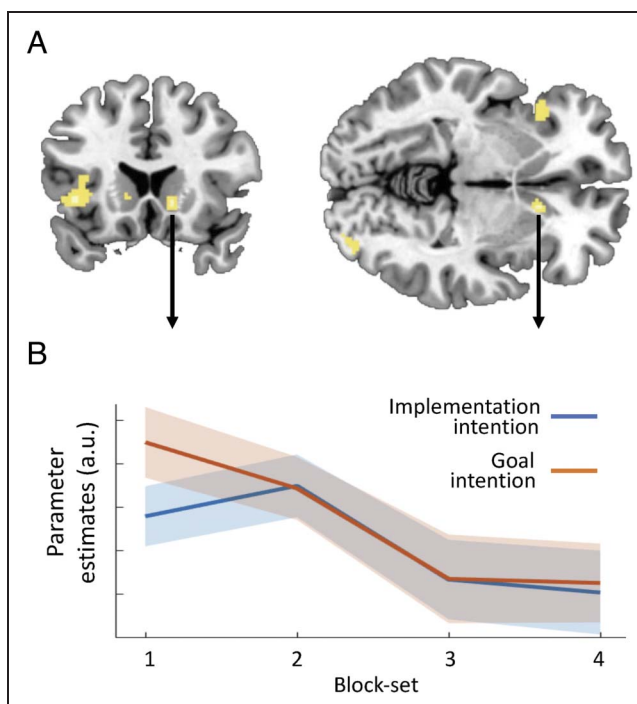 A
B
Implementation
intention
Goal
intention
Parameter
estimates (a.u.)
1 2 3 4
Block-set